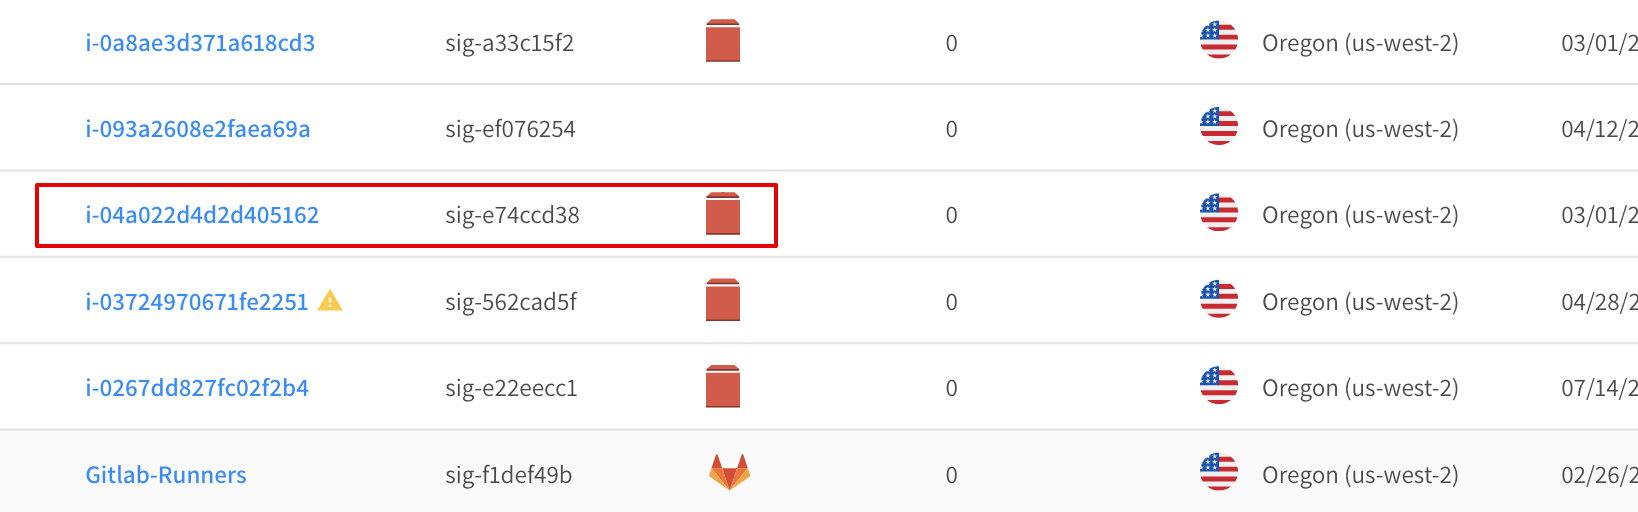 i-0a8ae3d371a618cd3 sig-a33c15f2 0 Oregon (us-west-2) 03/01/2
i-093a2608e2faea69a sig-ef076254 0 Oregon (us-west-2) 04/12/2
i-04a022d4d2d405162 sig-e74ccd38 0 Oregon (us-west-2) 03/01/2
i-03724970671fe2251 sig-562cad5f 0 Oregon (us-west-2) 04/28/2
i-0267dd827fc02f2b4 sig-e22eecc1 0 Oregon (us-west-2) 07/14/2
Gitlab-Runners sig-f1def49b 0 Oregon (us-west-2) 02/26/2